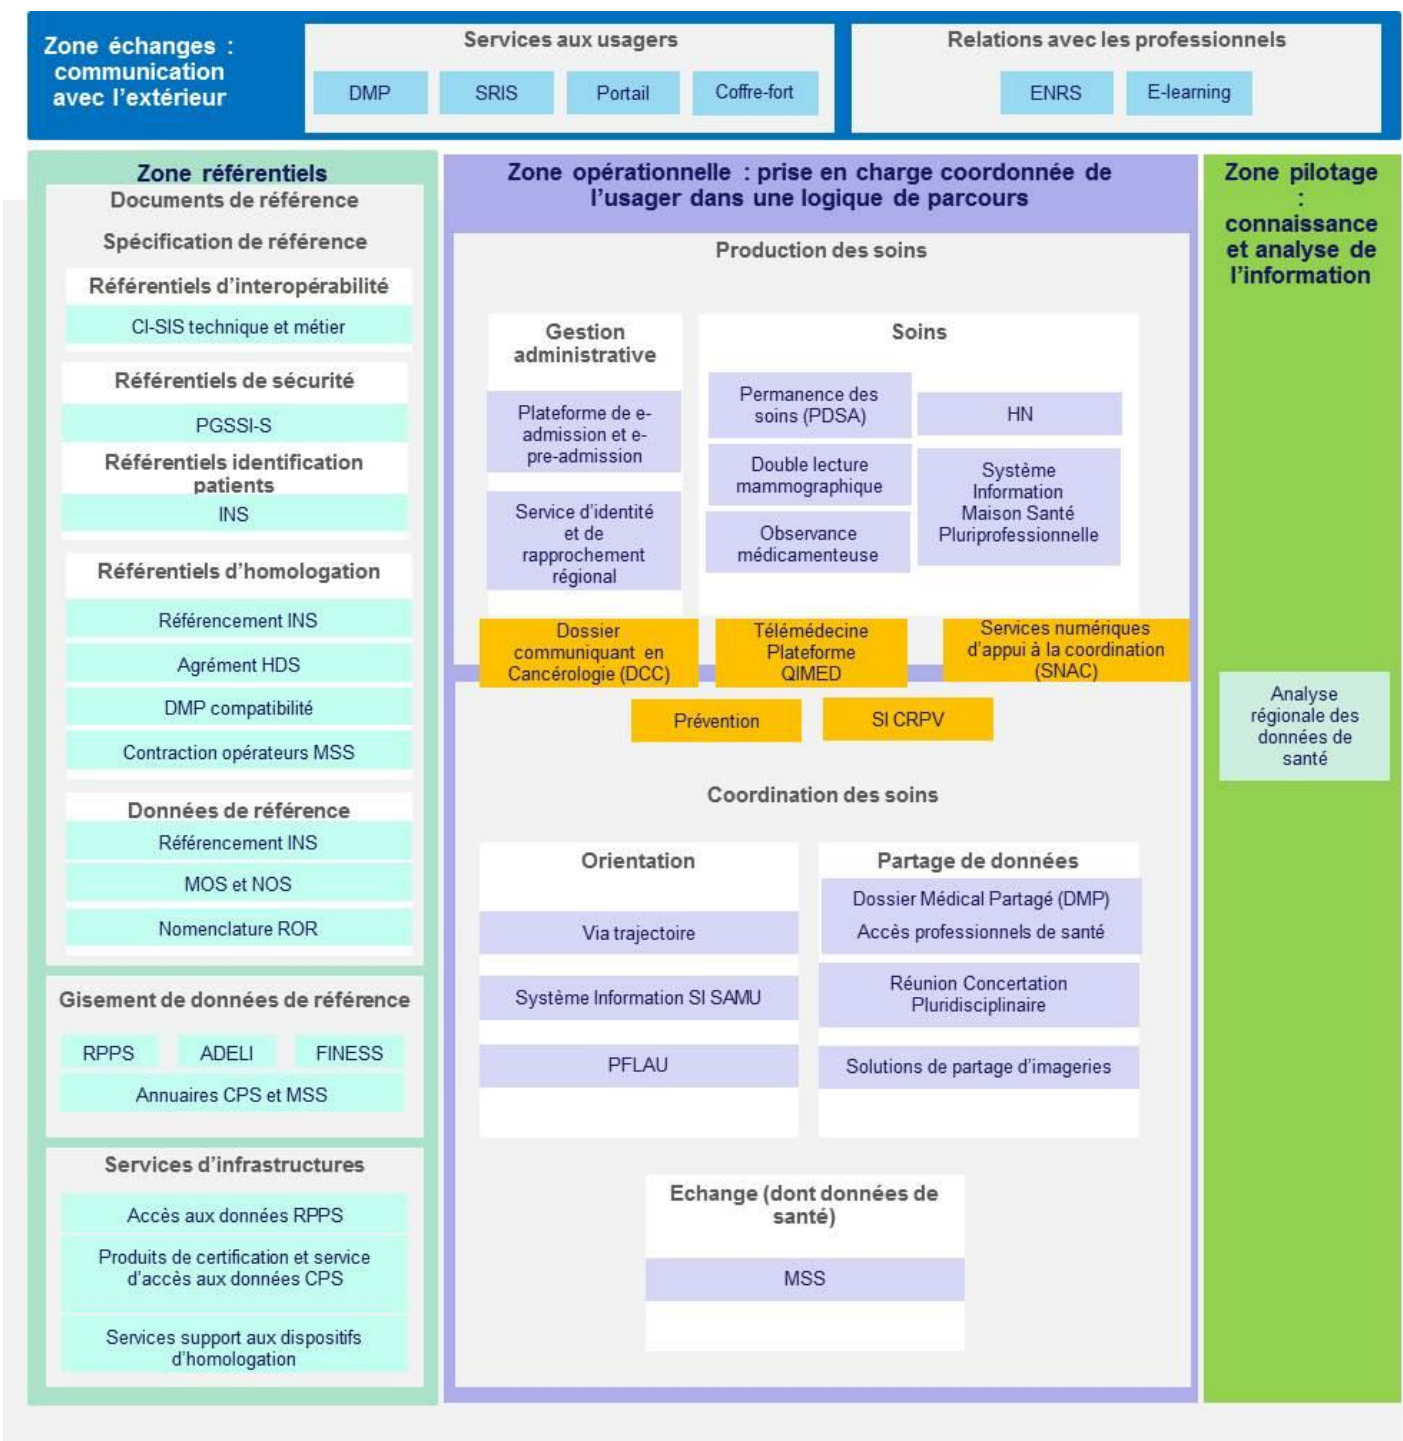 Zone échanges :
communication
avec l'extérieur
Services aux usagers
DMP
SRIS
Portail
Coffre-fort
Relations avec les professionnels
ENRS
E-learning
Zone référentiels
Documents de référence
Spécification de référence
Référentiels d'interopérabilité
CI-SIS technique et métier
Référentiels de sécurité
PGSSI-S
Référentiels identification
patients
INS
Référentiels d'homologation
Référencement INS
Agrément HDS
DMP compatibilité
Contraction opérateurs MSS
Données de référence
Référencement INS
MOS et NOS
Nomenclature ROR
Gisement de données de référence
RPPS
ADELI
FINESS
Annuaires CPS et MSS
Services d'infrastructures
Accès aux données RPPS
Produits de certification et service
d'accès aux données CPS
Services support aux dispositifs
d'homologation
Zone opérationnelle : prise en charge coordonnée de
l'usager dans une logique de parcours
Production des soins
Gestion
administrative
Plateforme de e-
admission et e-
pre-admission
Service d'identité
et de
rapprochement
régional
Soins
Permanence des
soins (PDSA)
Double lecture
mammographique
Observance
médicamenteuse
HN
Système
Information
Maison Santé
Pluriprofessionnelle
Dossier
communiquant en
Cancérologie (DCC)
Télémédecine
Plateforme
QIMED
Services numériques
d'appui à la coordination
(SNAC)
Prévention
SI CRPV
Coordination des soins
Orientation
Via trajectoire
Système Information SI SAMU
PFLAU
Partage de données
Dossier Médical Partagé (DMP)
Accès professionnels de santé
Réunion Concertation
Pluridisciplinaire
Solutions de partage d'imageries
Echange (dont données de
santé)
MSS
Zone pilotage
:
connaissance
et analyse de
l'information
Analyse
régionale des
données de
santé